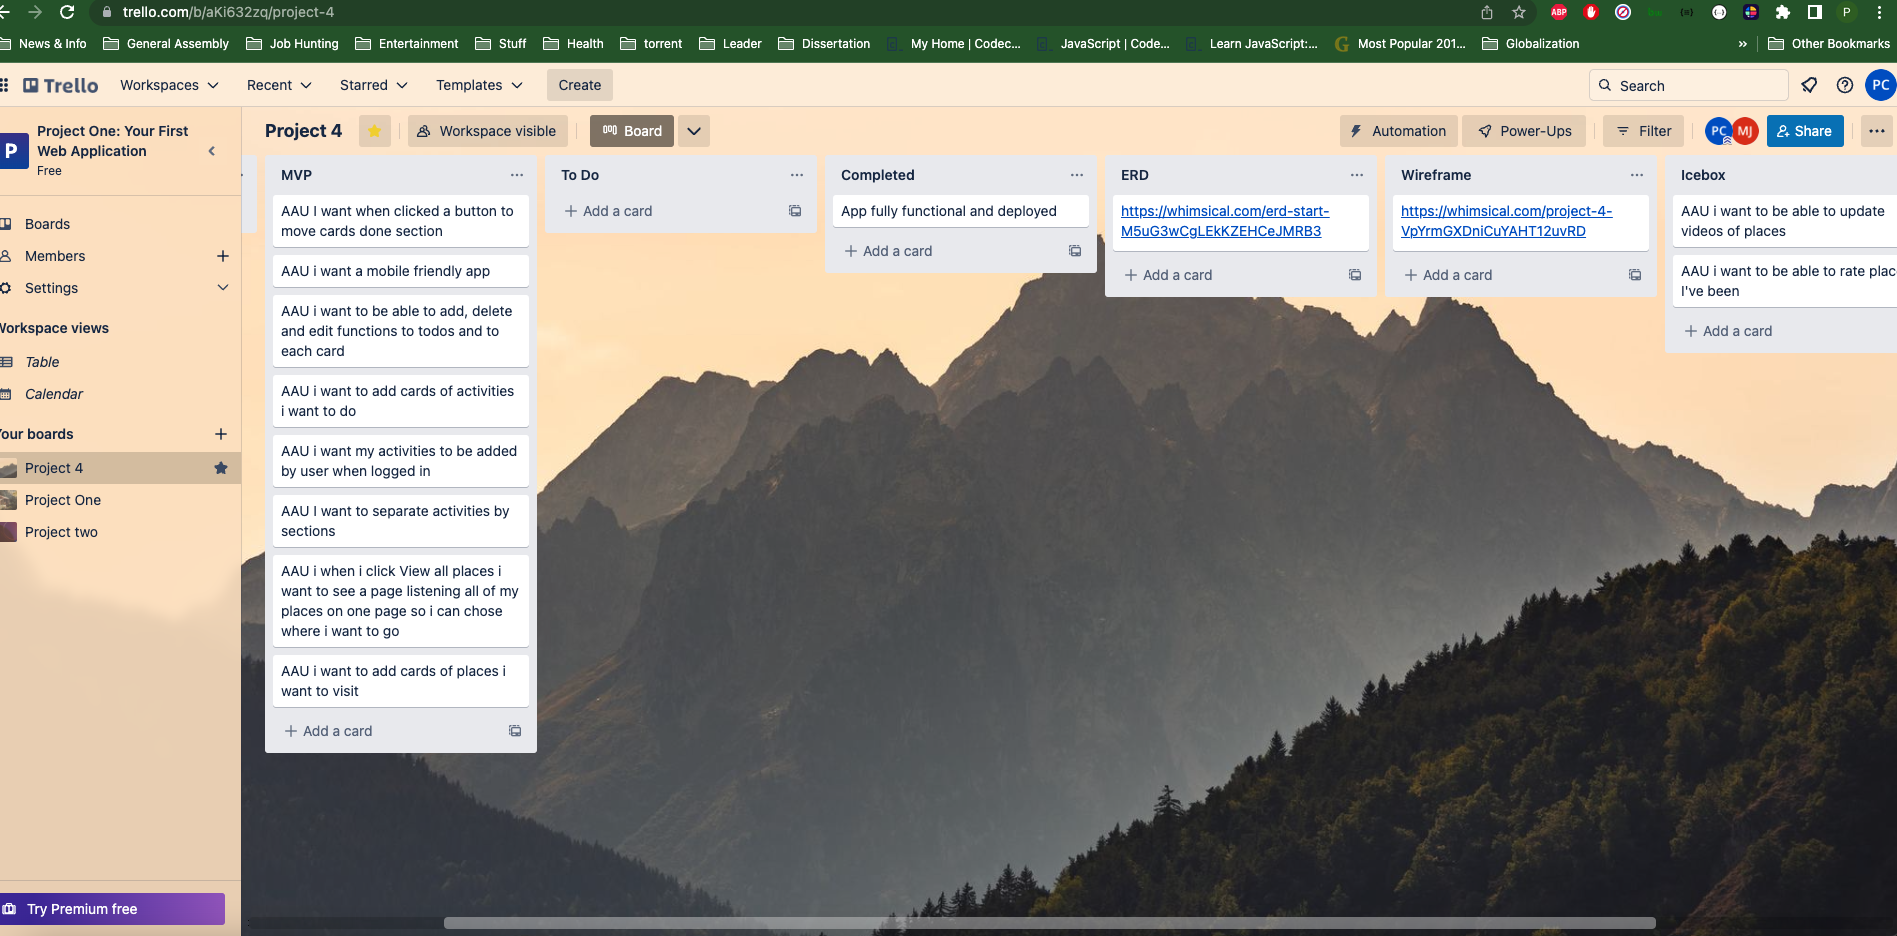 trello.com/b/aKi632zq/project-4
ABP
P
News & Info
General Assembly
Job Hunting
Entertainment
Stuff
Health
torrent
Leader
Dissertation
My Home | Codec...
JavaScript | Code...
Learn JavaScript:...
Most Popular 201...
Globalization
»
Other Bookmarks
Trello
Workspaces
Recent
Starred
Templates
Create
Search
PC
P
Project One: Your First
Web Application
Free
Boards
Members
Settings
Workspace views
Table
Calendar
Your boards
Project 4
Project One
Project two
Try Premium free
Project 4
Workspace visible
Board
Automation
Power-Ups
Filter
PC
MJ
Share
MVP
AAU I want when clicked a button to
move cards done section
AAU i want a mobile friendly app
AAU i want to be able to add, delete
and edit functions to todos and to
each card
AAU i want to add cards of activities
i want to do
AAU i want my activities to be added
by user when logged in
AAU I want to separate activities by
sections
AAU i when i click View all places i
want to see a page listening all of my
places on one page so i can chose
where i want to go
AAU i want to add cards of places i
want to visit
Add a card
To Do
Add a card
Completed
App fully functional and deployed
Add a card
ERD
https://whimsical.com/erd-start-
M5uG3wCgLEkKZEHCeJMRB3
Add a card
Wireframe
https://whimsical.com/project-4-
VpYrmGXDniCuYAHT12uvRD
Add a card
Icebox
AAU i want to be able to update
videos of places
AAU i want to be able to rate plac
I've been
Add a card